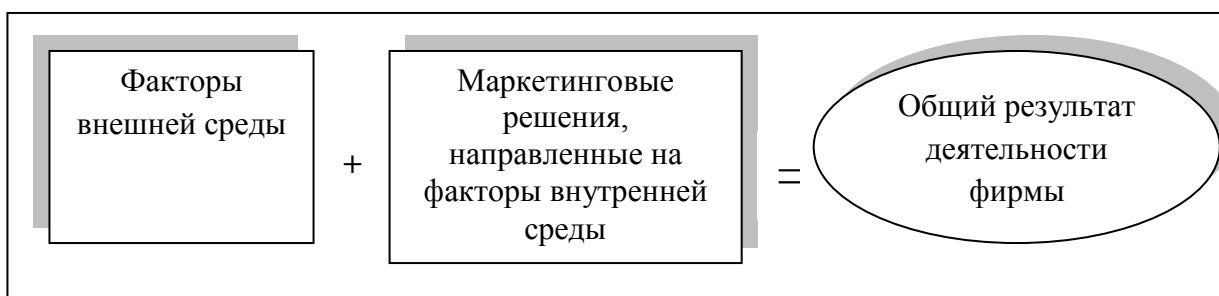 Факторы
внешней среды
+
Маркетинговые
решения,
направленные на
факторы внутренней
среды
=
Общий результат
деятельности
фирмы